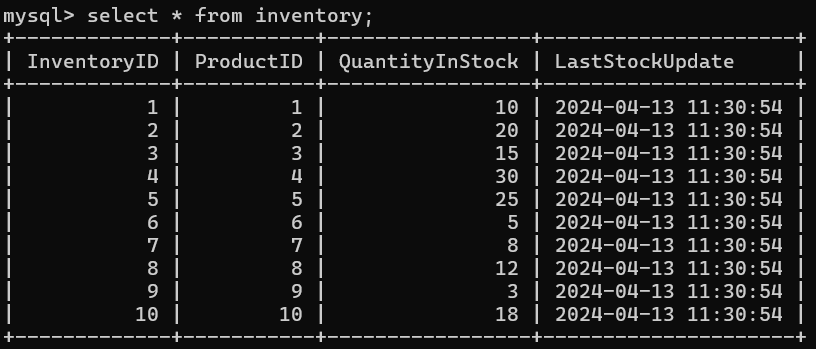 mysql> select * from inventory;
+-------------+-----------+-----------------+---------------------+
| InventoryID | ProductID | QuantityInStock | LastStockUpdate     |
+-------------+-----------+-----------------+---------------------+
|           1 |         1 |              10 | 2024-04-13 11:30:54 |
|           2 |         2 |              20 | 2024-04-13 11:30:54 |
|           3 |         3 |              15 | 2024-04-13 11:30:54 |
|           4 |         4 |              30 | 2024-04-13 11:30:54 |
|           5 |         5 |              25 | 2024-04-13 11:30:54 |
|           6 |         6 |               5 | 2024-04-13 11:30:54 |
|           7 |         7 |               8 | 2024-04-13 11:30:54 |
|           8 |         8 |              12 | 2024-04-13 11:30:54 |
|           9 |         9 |               3 | 2024-04-13 11:30:54 |
|          10 |        10 |              18 | 2024-04-13 11:30:54 |
+-------------+-----------+-----------------+---------------------+